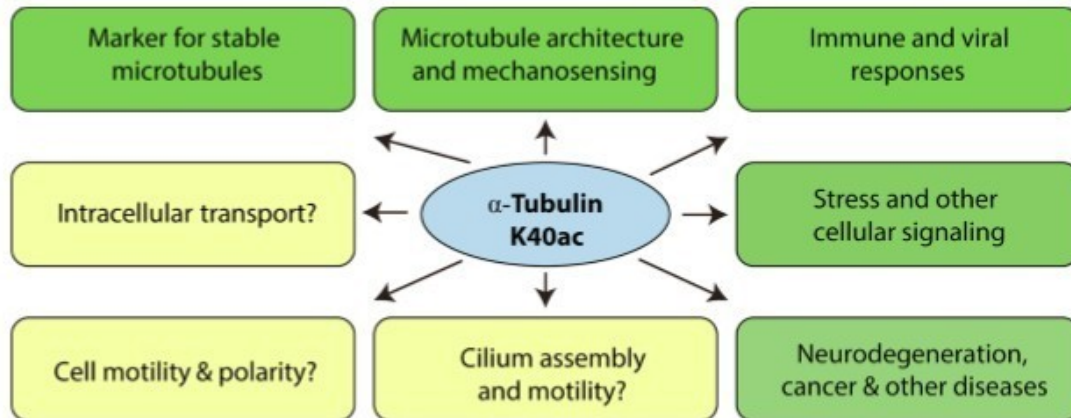 Marker for stable
microtubules
Microtubule architecture
and mechanosensing
Immune and viral
responses
Intracellular transport?
α-Tubulin
K40ac
Stress and other
cellular signaling
Cell motility & polarity?
Cilium assembly
and motility?
Neurodegeneration,
cancer & other diseases